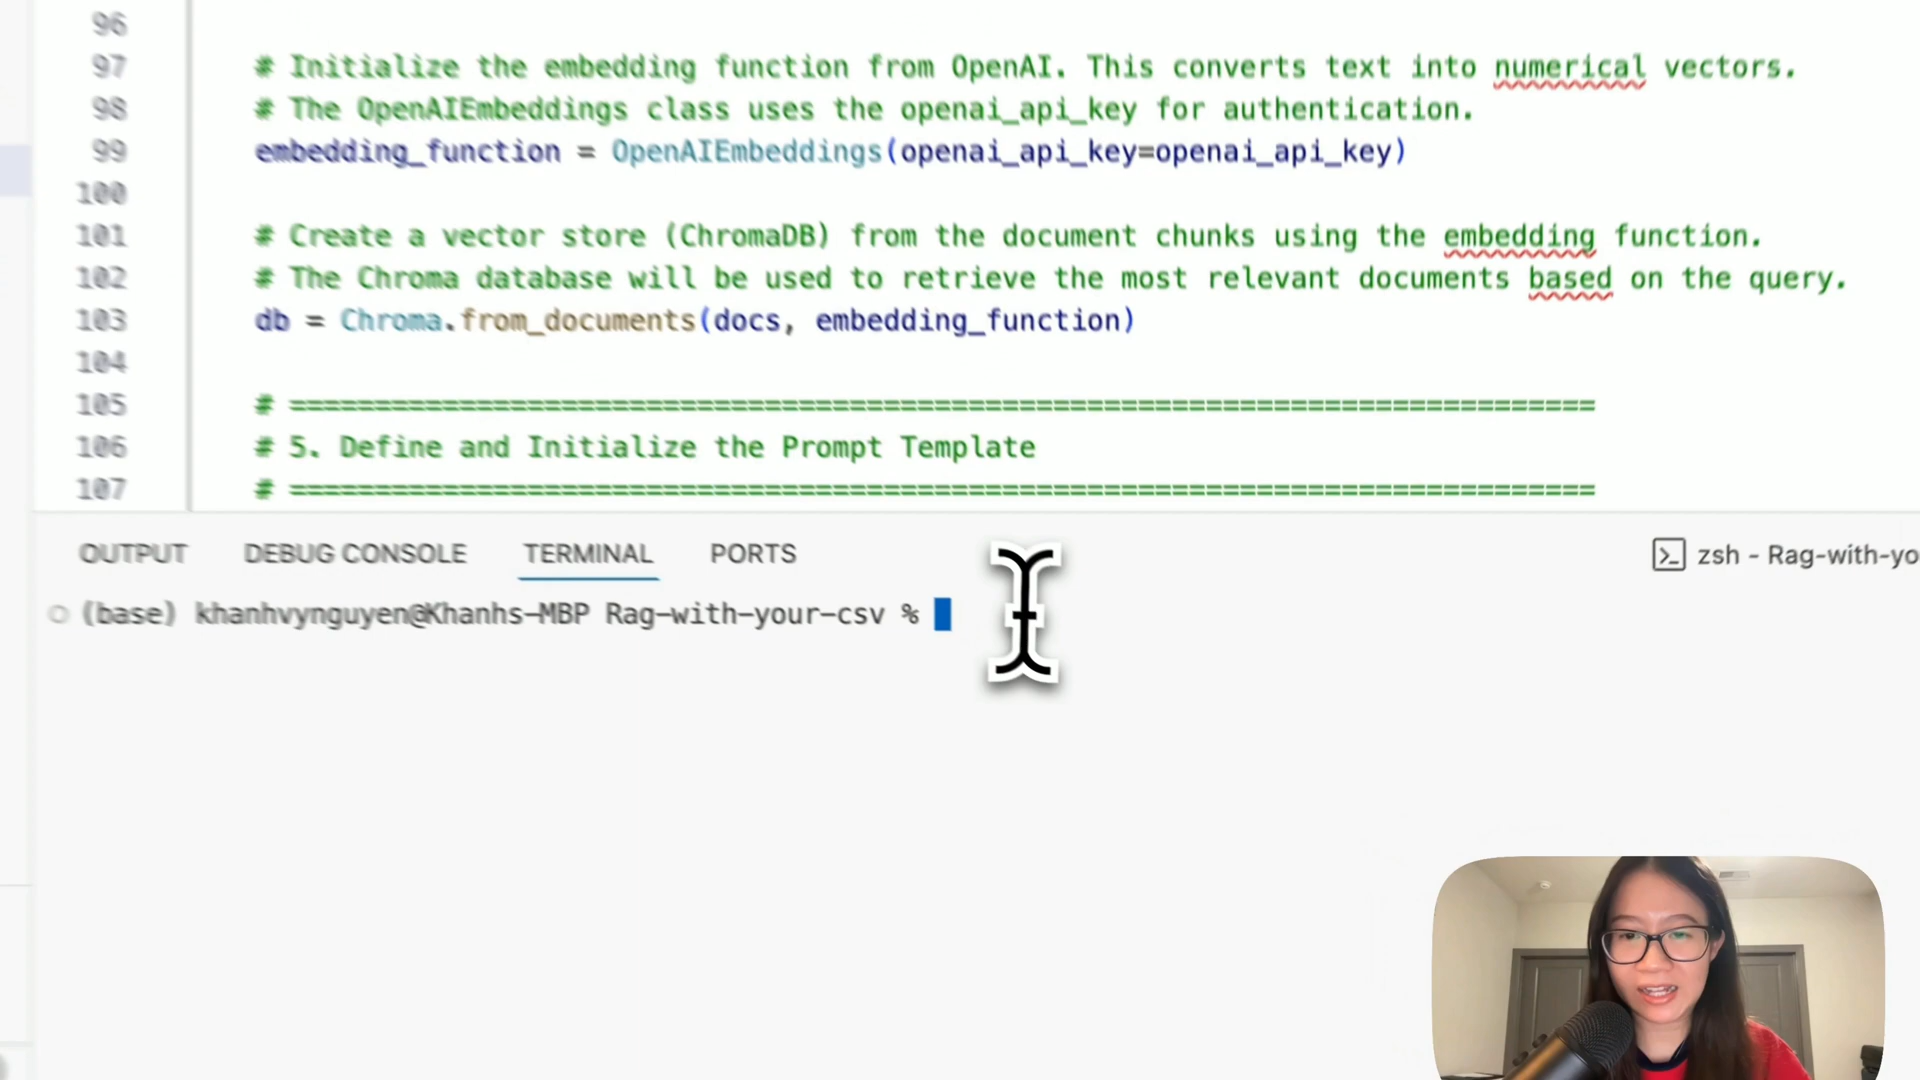 96
97 # Initialize the embedding function from OpenAI. This converts text into numerical vectors.
98 # The OpenAIEmbeddings class uses the openai_api_key for authentication.
99 embedding_function = OpenAIEmbeddings(openai_api_key=openai_api_key)
100
101 # Create a vector store (ChromaDB) from the document chunks using the embedding function.
102 # The Chroma database will be used to retrieve the most relevant documents based on the query.
103 db = Chroma.from_documents(docs, embedding_function)
104
105 # =============================================================================
106 # 5. Define and Initialize the Prompt Template
107 # =============================================================================
OUTPUT DEBUG CONSOLE TERMINAL PORTS zsh - Rag-with-yo
(base) khanhvynguyen@Khanhs-MBP Rag-with-your-csv %